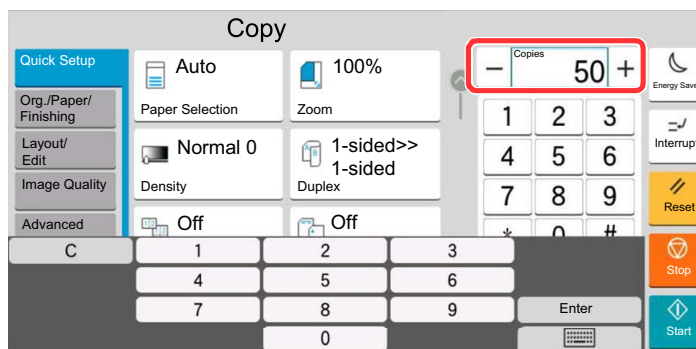 Copy
Quick Setup
Org./Paper/
Finishing
Layout/
Edit
Image Quality
Advanced
Auto
Paper Selection
100%
Zoom
Normal 0
Density
1-sided>>
1-sided
Duplex
Off
Off
− Copies 50 +
1 2 3
4 5 6
7 8 9
* 0 #
Energy Save
Interrupt
Reset
Stop
Start
C 1 2 3
4 5 6
7 8 9 Enter
0